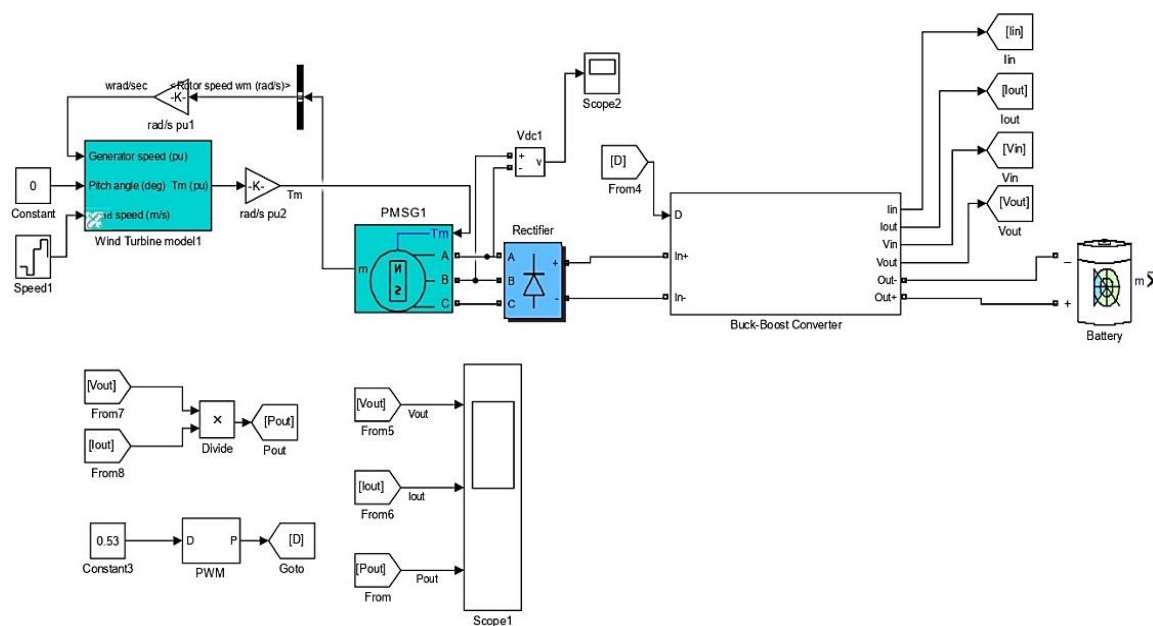 wrad/sec
<Rotor speed wm (rad/s)>
-K-
rad/s pu1
Generator speed (pu)
Pitch angle (deg)
Tm (pu)
speed (m/s)
Wind Turbine model1
0
Constant
Speed1
-K-
rad/s pu2
Tm
PMSG1
Tm
m
A
B
C
N
S
Rectifier
A
B
C
+
-
Vdc1
+
-
v
Scope2
[D]
From4
D
In+
In-
Iin
Iout
Vin
Vout
Out-
Out+
Buck-Boost Converter
[Iin]
Iin
[Iout]
Iout
[Vin]
Vin
[Vout]
Vout
−
+
m
Battery
[Vout]
From7
[Iout]
From8
×
Divide
[Pout]
Pout
0.53
Constant3
D
P
PWM
[D]
Goto
[Vout]
From5
Vout
[Iout]
From6
Iout
[Pout]
From
Pout
Scope1